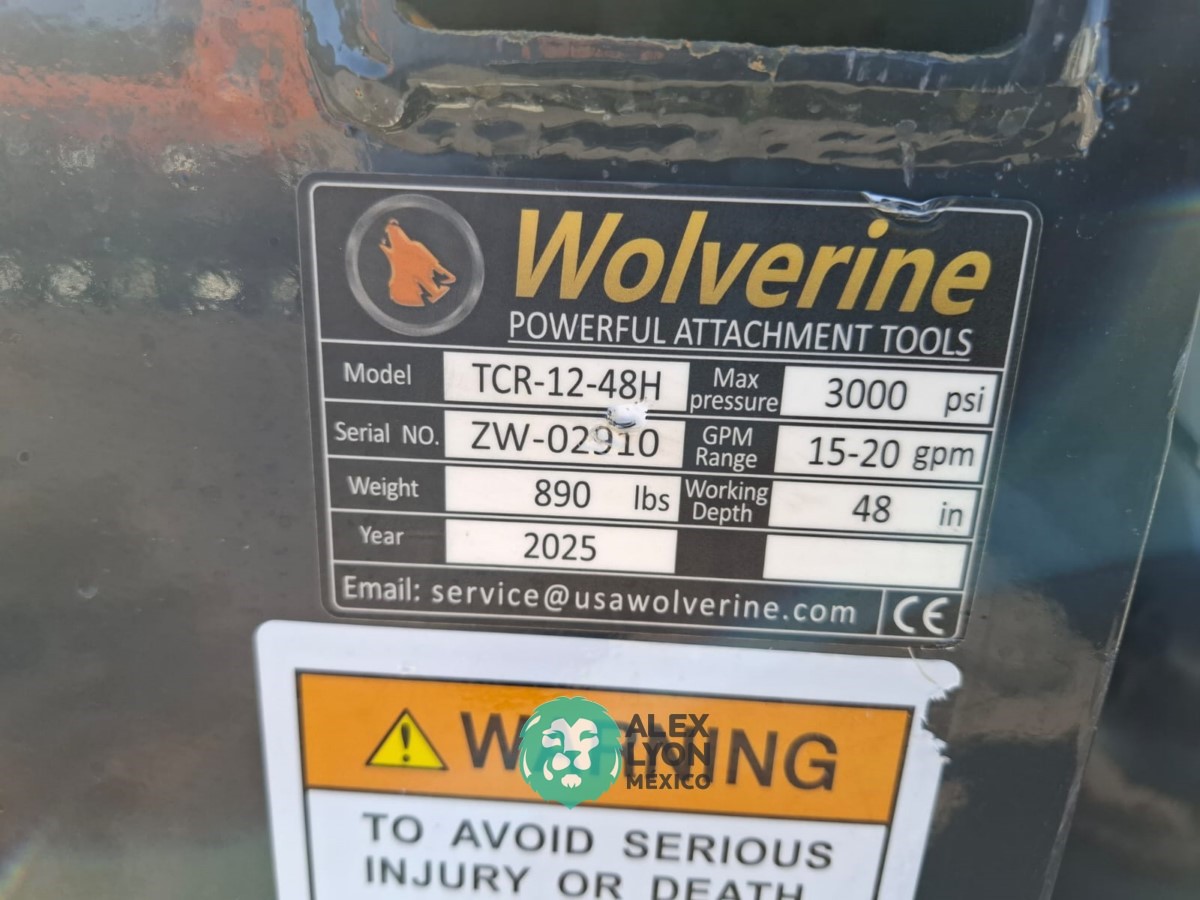 Wolverine
POWERFUL ATTACHMENT TOOLS
Model TCR-12-48H Max pressure 3000 psi
Serial NO. ZW-02910 GPM Range 15-20 gpm
Weight 890 lbs Working Depth 48 in
Year 2025
Email: service@usawolverine.com CE
WARNING
ALEX
LYON
MÉXICO
TO AVOID SERIOUS
INJURY OR DEATH